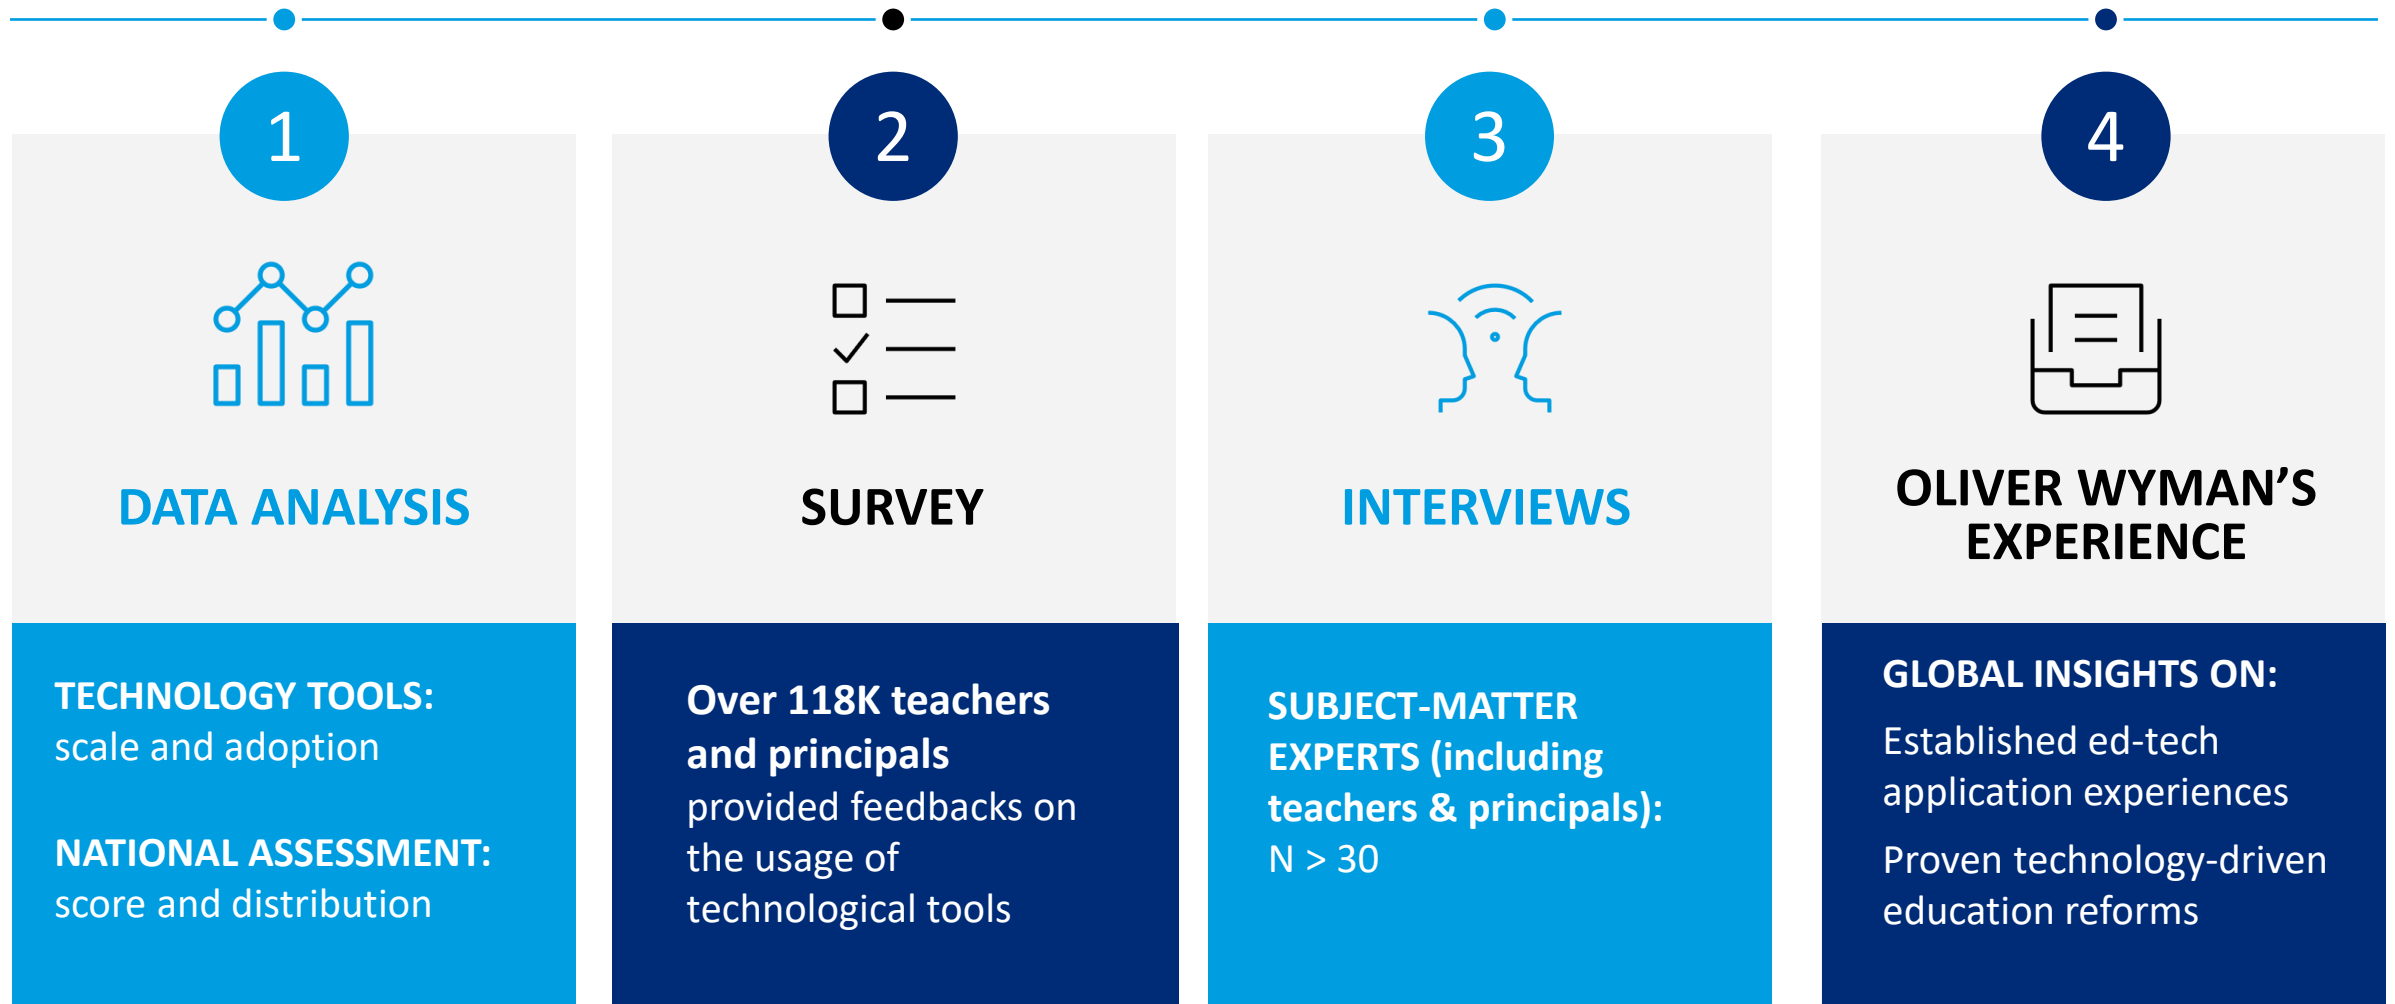 1
DATA ANALYSIS
TECHNOLOGY TOOLS:
scale and adoption
NATIONAL ASSESSMENT:
score and distribution
2
SURVEY
Over 118K teachers
and principals
provided feedbacks on
the usage of
technological tools
3
INTERVIEWS
SUBJECT-MATTER
EXPERTS (including
teachers & principals):
N > 30
4
OLIVER WYMAN’S
EXPERIENCE
GLOBAL INSIGHTS ON:
Established ed-tech
application experiences
Proven technology-driven
education reforms